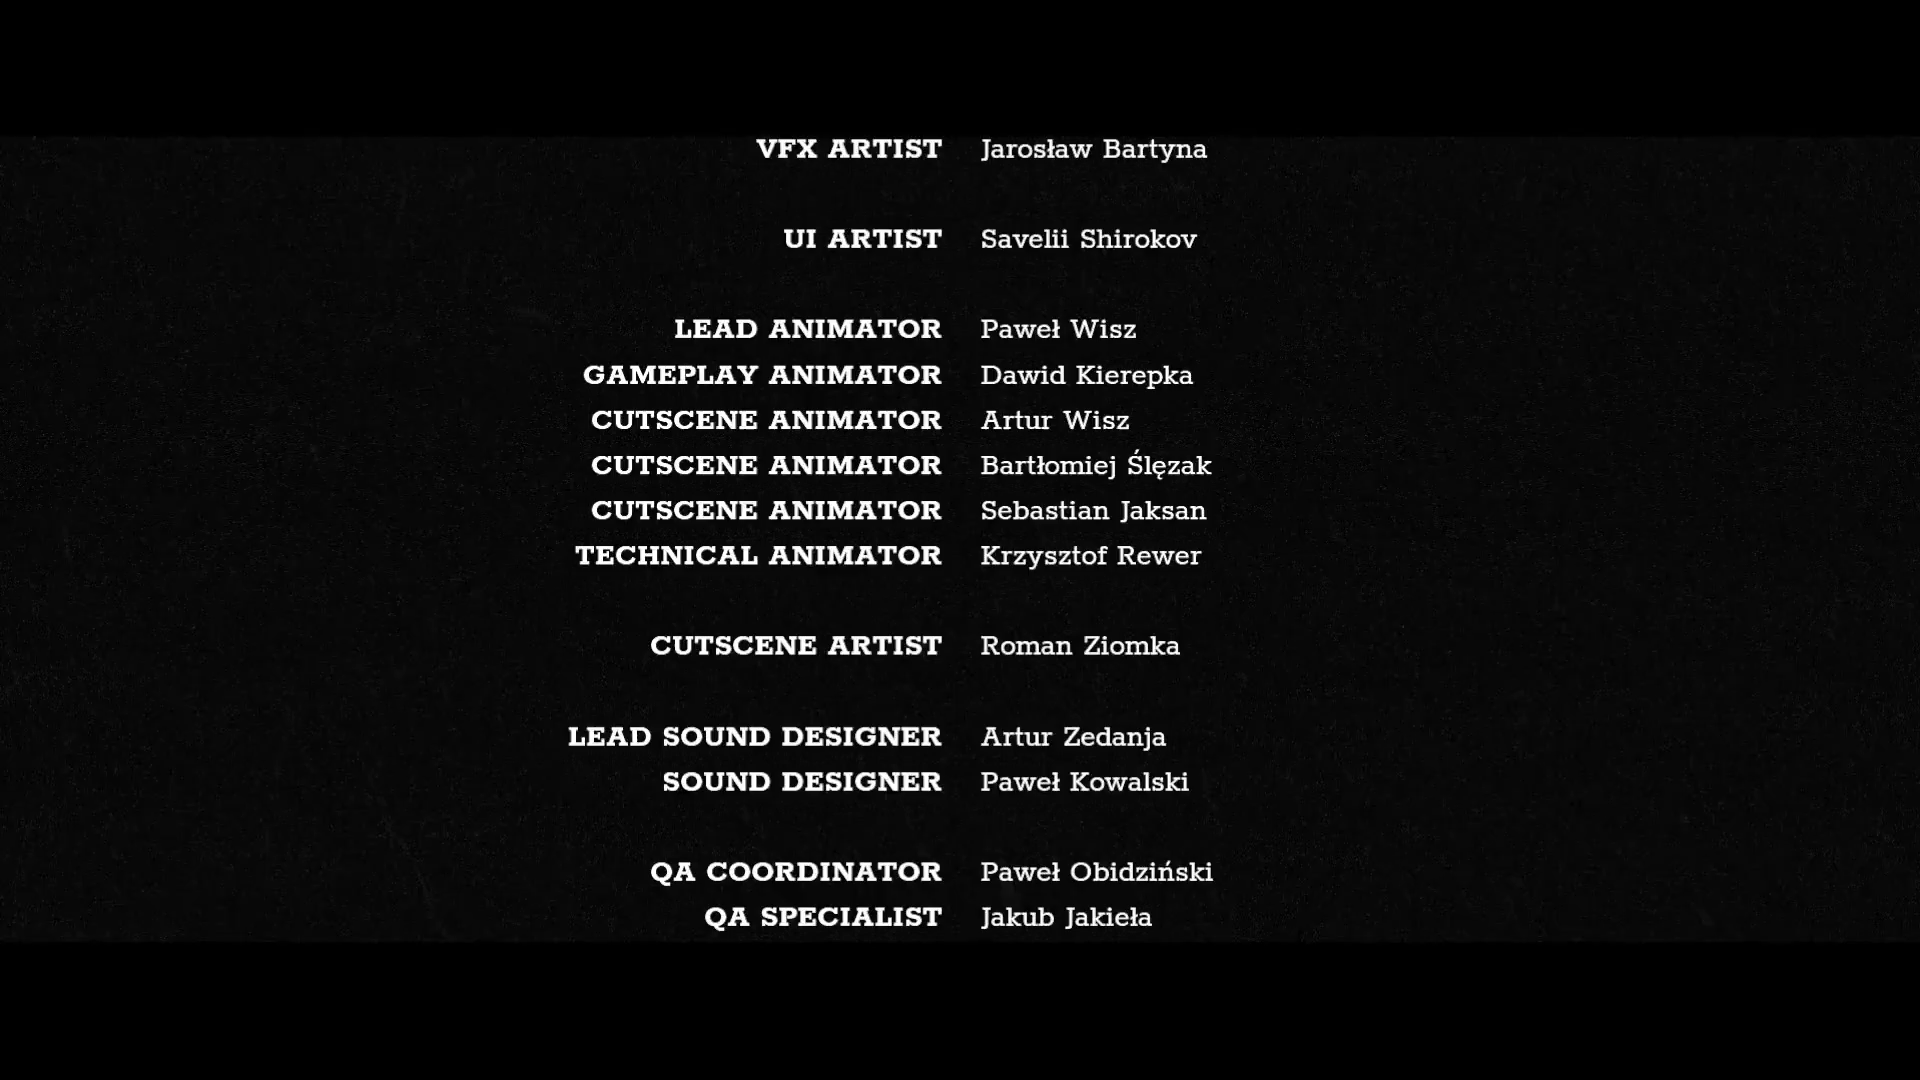 VFX ARTIST Jarosław Bartyna
UI ARTIST Savelii Shirokov
LEAD ANIMATOR Paweł Wisz
GAMEPLAY ANIMATOR Dawid Kierepka
CUTSCENE ANIMATOR Artur Wisz
CUTSCENE ANIMATOR Bartłomiej Ślęzak
CUTSCENE ANIMATOR Sebastian Jaksan
TECHNICAL ANIMATOR Krzysztof Rewer
CUTSCENE ARTIST Roman Ziomka
LEAD SOUND DESIGNER Artur Zedanja
SOUND DESIGNER Paweł Kowalski
QA COORDINATOR Paweł Obidziński
QA SPECIALIST Jakub Jakieła